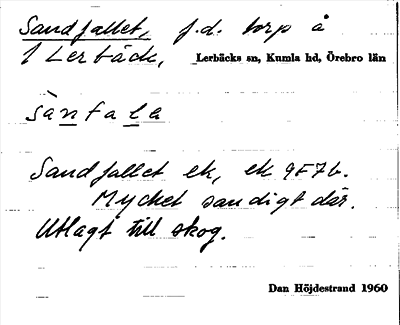 Sandfallet, f.d. torp å
1 Lerbäck, Lerbäcks sn, Kumla hd, Örebro län
sànfala
Sandfallet ek, ek 9F7b.
Mycket sandigt där.
Utlagt till skog.
Dan Höjdestrand 1960